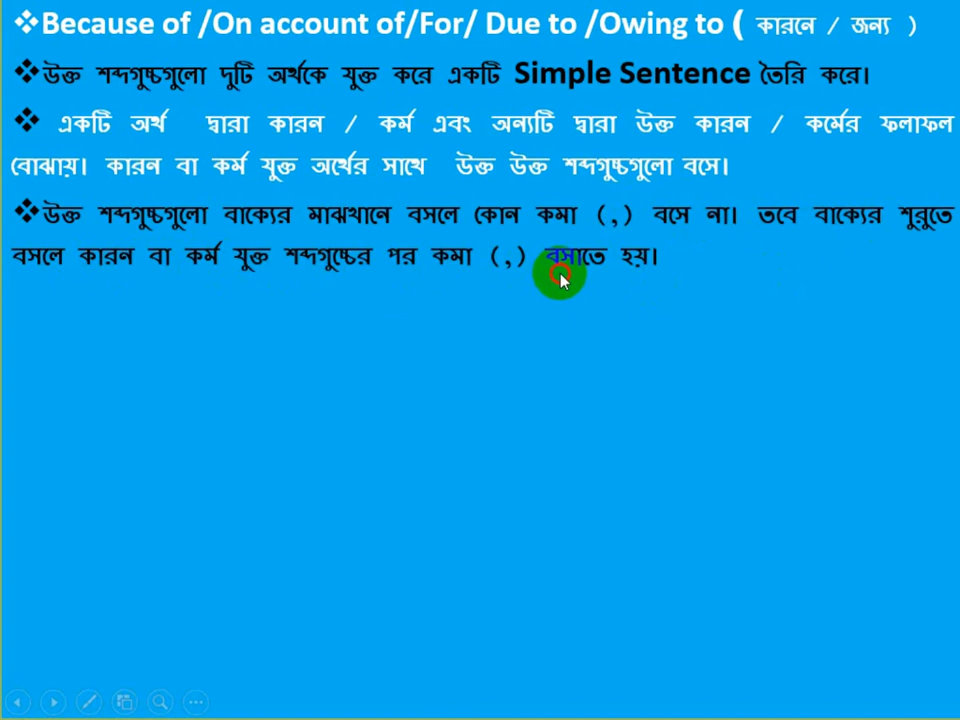 ❖Because of /On account of/For/ Due to /Owing to ( কারনে / জন্য )
❖উক্ত শব্দগুচ্ছগুলো দুটি অর্থকে যুক্ত করে একটি Simple Sentence তৈরি করে।
❖ একটি অর্থ দ্বারা কারন / কর্ম এবং অন্যটি দ্বারা উক্ত কারন / কর্মের ফলাফল
বোঝায়। কারন বা কর্ম যুক্ত অর্থের সাথে উক্ত উক্ত শব্দগুচ্ছগুলো বসে।
❖উক্ত শব্দগুচ্ছগুলো বাক্যের মাঝখানে বসলে কোন কমা (,) বসে না। তবে বাক্যের শুরুতে
বসলে কারন বা কর্ম যুক্ত শব্দগুচ্ছের পর কমা (,) বসাতে হয়।